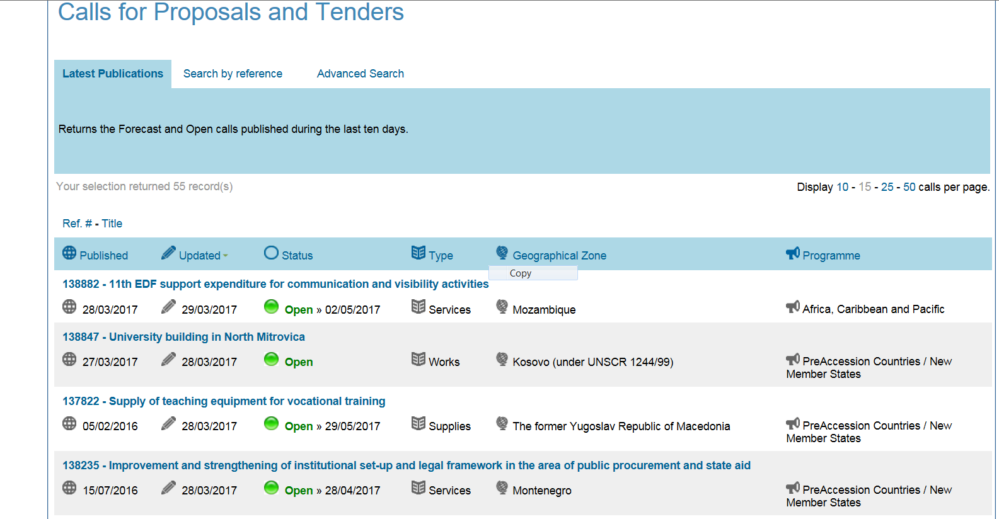 Calls for Proposals and Tenders
Latest Publications Search by reference Advanced Search
Returns the Forecast and Open calls published during the last ten days.
Your selection returned 55 record(s) Display 10 - 15 - 25 - 50 calls per page.
Ref. # - Title
Published Updated Status Type Geographical Zone Programme
Copy
138882 - 11th EDF support expenditure for communication and visibility activities
28/03/2017 29/03/2017 Open » 02/05/2017 Services Mozambique Africa, Caribbean and Pacific
138847 - University building in North Mitrovica
27/03/2017 28/03/2017 Open Works Kosovo (under UNSCR 1244/99) PreAccession Countries / New
Member States
137822 - Supply of teaching equipment for vocational training
05/02/2016 28/03/2017 Open » 29/05/2017 Supplies The former Yugoslav Republic of Macedonia PreAccession Countries / New
Member States
138235 - Improvement and strengthening of institutional set-up and legal framework in the area of public procurement and state aid
15/07/2016 28/03/2017 Open » 28/04/2017 Services Montenegro PreAccession Countries / New
Member States